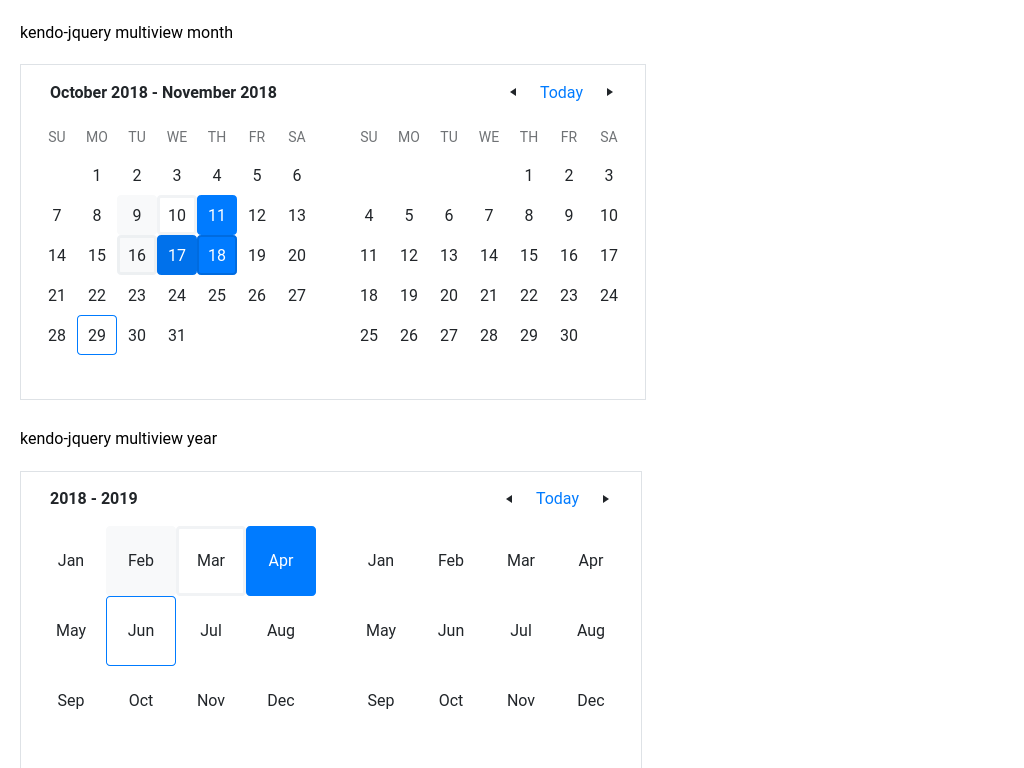 kendo-jquery multiview month
October 2018 - November 2018 Today
SU MO TU WE TH FR SA SU MO TU WE TH FR SA
1 2 3 4 5 6 1 2 3
7 8 9 10 11 12 13 4 5 6 7 8 9 10
14 15 16 17 18 19 20 11 12 13 14 15 16 17
21 22 23 24 25 26 27 18 19 20 21 22 23 24
28 29 30 31 25 26 27 28 29 30
kendo-jquery multiview year
2018 - 2019 Today
Jan Feb Mar Apr Jan Feb Mar Apr
May Jun Jul Aug May Jun Jul Aug
Sep Oct Nov Dec Sep Oct Nov Dec